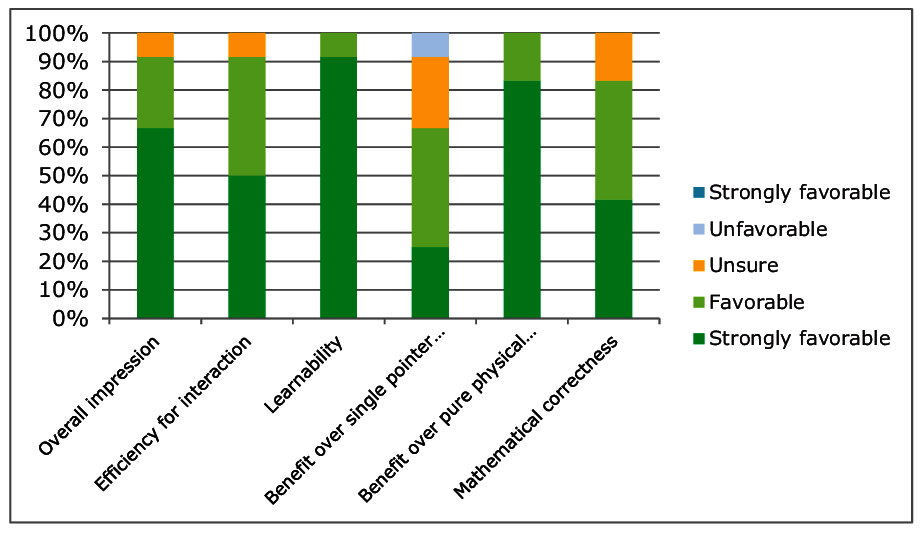 100%
90%
80%
70%
60%
50%
40%
30%
20%
10%
0%
Overall impression
Efficiency for interaction
Learnability
Benefit over single pointer...
Benefit over pure physical...
Mathematical correctness
Strongly favorable
Unfavorable
Unsure
Favorable
Strongly favorable